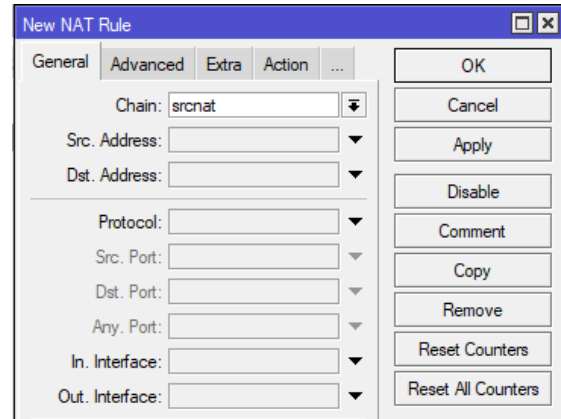 New NAT Rule
General Advanced Extra Action ...
Chain: srcnat
Src. Address:
Dst. Address:
Protocol:
Src. Port:
Dst. Port:
Any. Port:
In. Interface:
Out. Interface:
OK
Cancel
Apply
Disable
Comment
Copy
Remove
Reset Counters
Reset All Counters